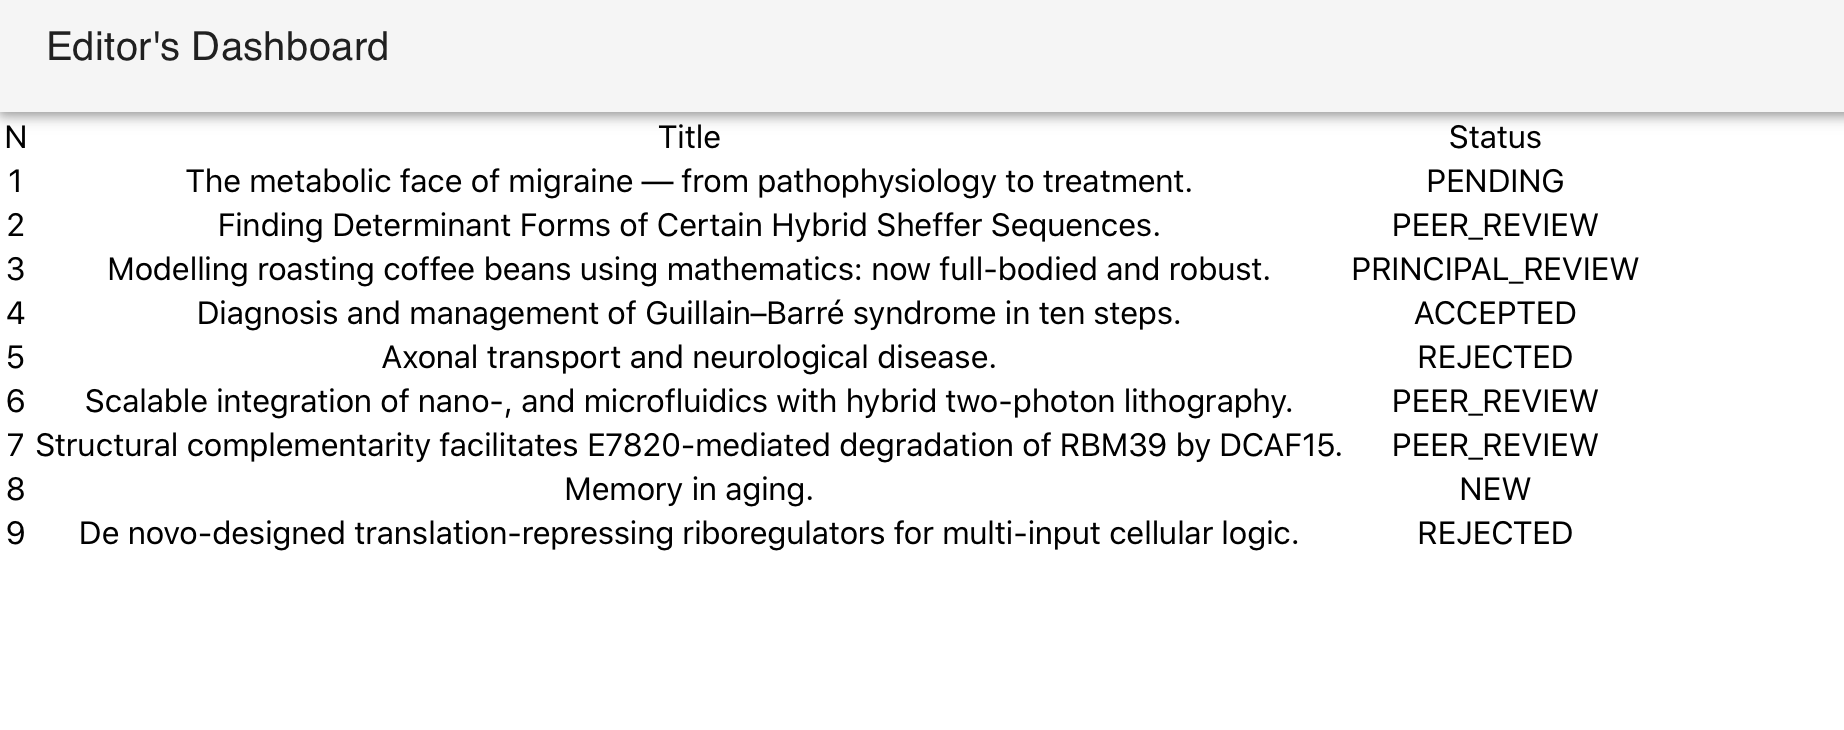 Editor's Dashboard
N Title Status
1 The metabolic face of migraine — from pathophysiology to treatment. PENDING
2 Finding Determinant Forms of Certain Hybrid Sheffer Sequences. PEER_REVIEW
3 Modelling roasting coffee beans using mathematics: now full-bodied and robust. PRINCIPAL_REVIEW
4 Diagnosis and management of Guillain–Barré syndrome in ten steps. ACCEPTED
5 Axonal transport and neurological disease. REJECTED
6 Scalable integration of nano-, and microfluidics with hybrid two-photon lithography. PEER_REVIEW
7 Structural complementarity facilitates E7820-mediated degradation of RBM39 by DCAF15. PEER_REVIEW
8 Memory in aging. NEW
9 De novo-designed translation-repressing riboregulators for multi-input cellular logic. REJECTED